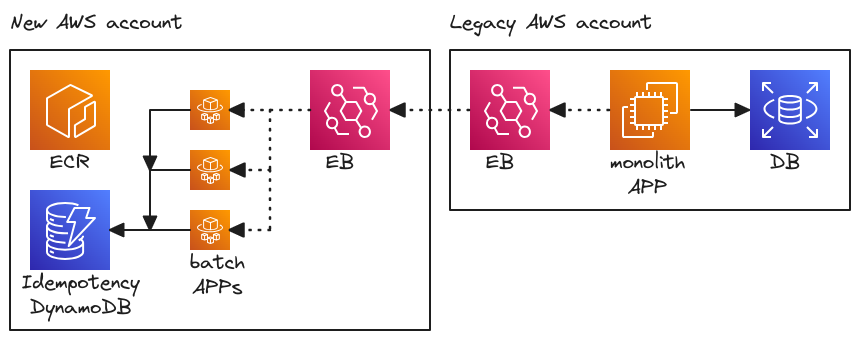 New AWS account
Legacy AWS account
ECR
EB
EB
monolith
APP
DB
batch
APPs
Idempotency
DynamoDB